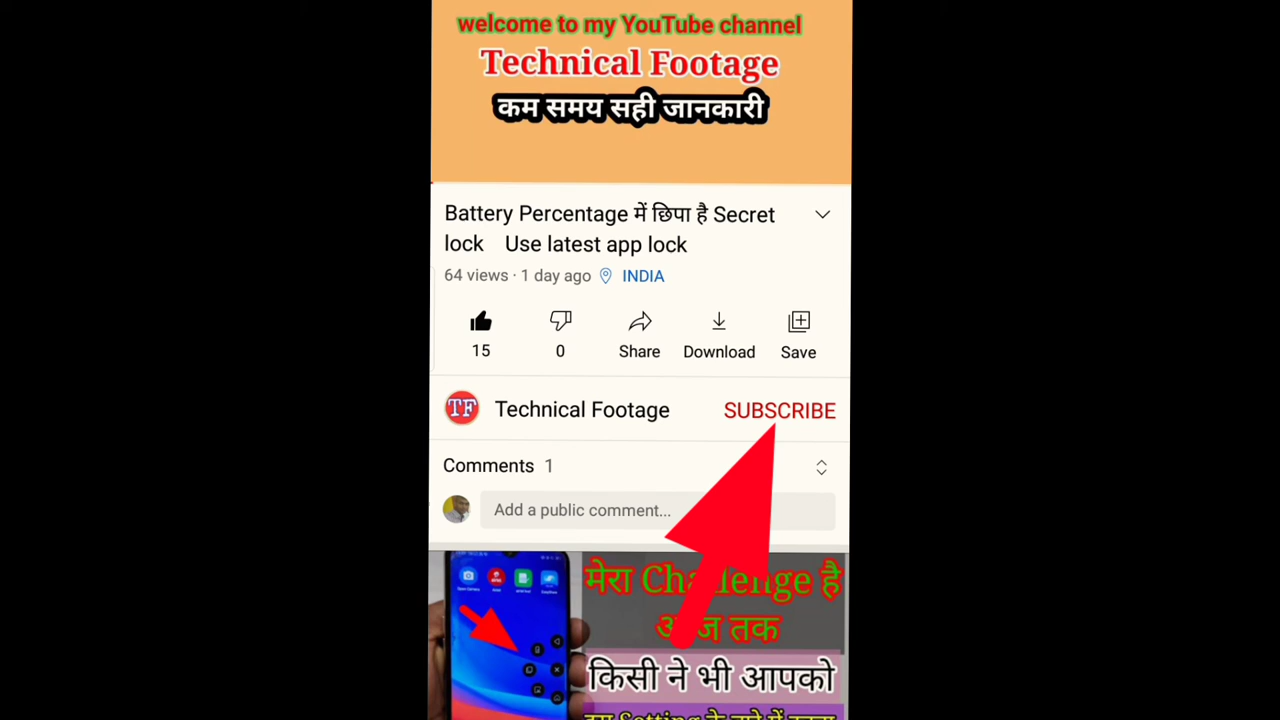 welcome to my YouTube channel
Technical Footage
कम समय सही जानकारी
Battery Percentage में छिपा है Secret
lock Use latest app lock
64 views · 1 day ago INDIA
15
0
Share
Download
Save
TF
Technical Footage
SUBSCRIBE
Comments 1
Add a public comment...
मेरा Challenge है
आज तक
किसी ने भी आपको